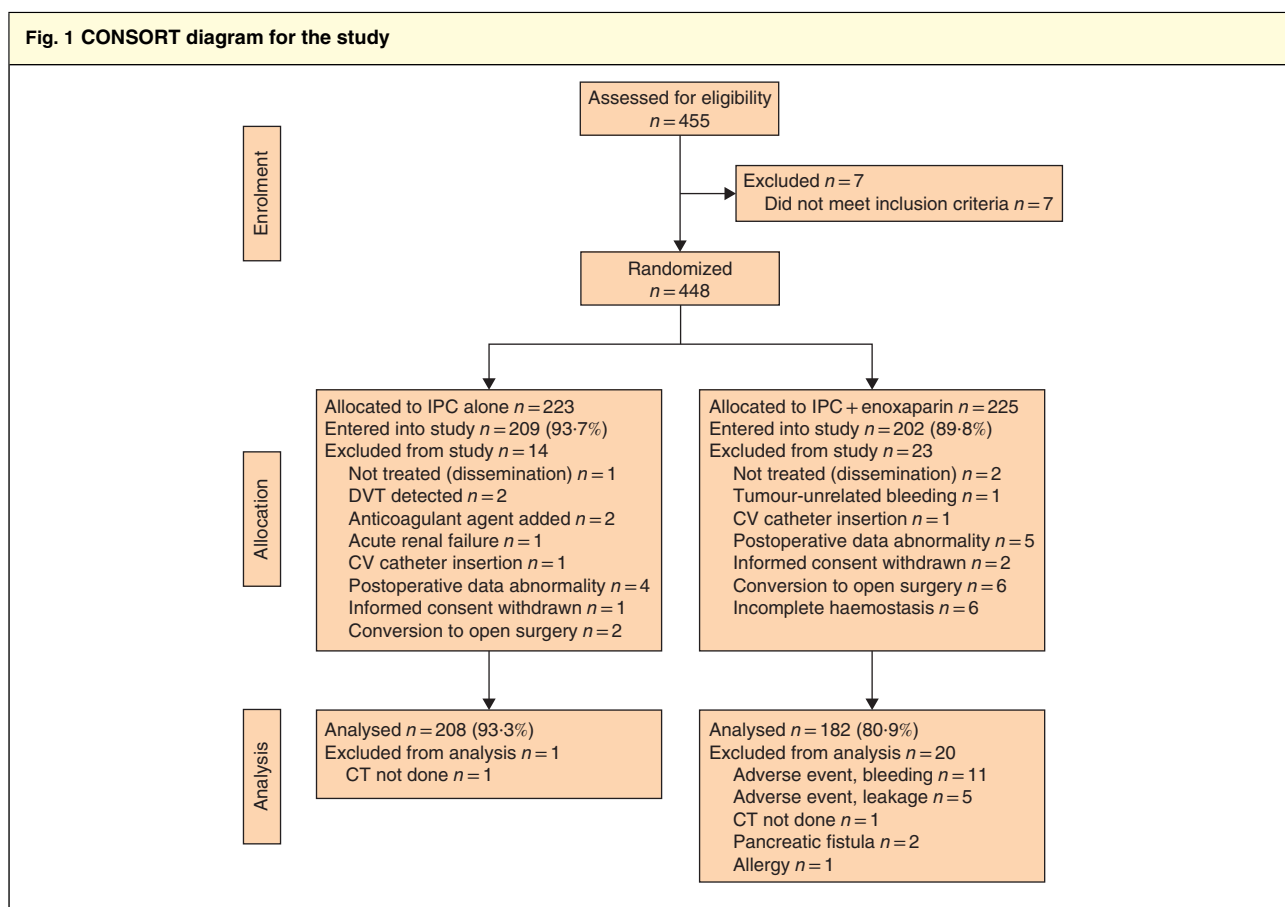 Fig. 1 CONSORT diagram for the study
Enrolment
Assessed for eligibility
n = 455
Excluded n = 7
Did not meet inclusion criteria n = 7
Randomized
n = 448
Allocation
Allocated to IPC alone n = 223
Entered into study n = 209 (93·7%)
Excluded from study n = 14
Not treated (dissemination) n = 1
DVT detected n = 2
Anticoagulant agent added n = 2
Acute renal failure n = 1
CV catheter insertion n = 1
Postoperative data abnormality n = 4
Informed consent withdrawn n = 1
Conversion to open surgery n = 2
Allocated to IPC + enoxaparin n = 225
Entered into study n = 202 (89·8%)
Excluded from study n = 23
Not treated (dissemination) n = 2
Tumour-unrelated bleeding n = 1
CV catheter insertion n = 1
Postoperative data abnormality n = 5
Informed consent withdrawn n = 2
Conversion to open surgery n = 6
Incomplete haemostasis n = 6
Analysis
Analysed n = 208 (93·3%)
Excluded from analysis n = 1
CT not done n = 1
Analysed n = 182 (80·9%)
Excluded from analysis n = 20
Adverse event, bleeding n = 11
Adverse event, leakage n = 5
CT not done n = 1
Pancreatic fistula n = 2
Allergy n = 1